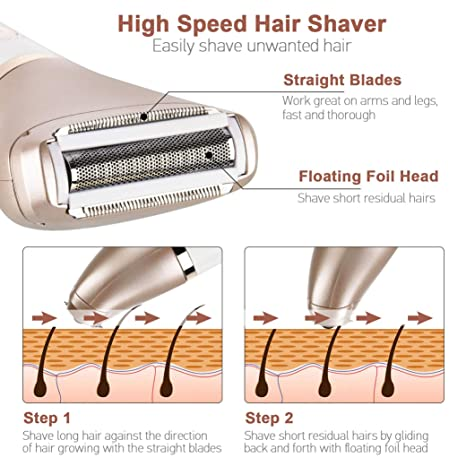 High Speed Hair Shaver
Easily shave unwanted hair
Straight Blades
Work great on arms and legs,
fast and thorough
Floating Foil Head
Shave short residual hairs
Step 1
Shave long hair against the
direction of hair growing with
the straight blades
Step 2
Shave short residual hairs by gliding
back and forth with floating foil head